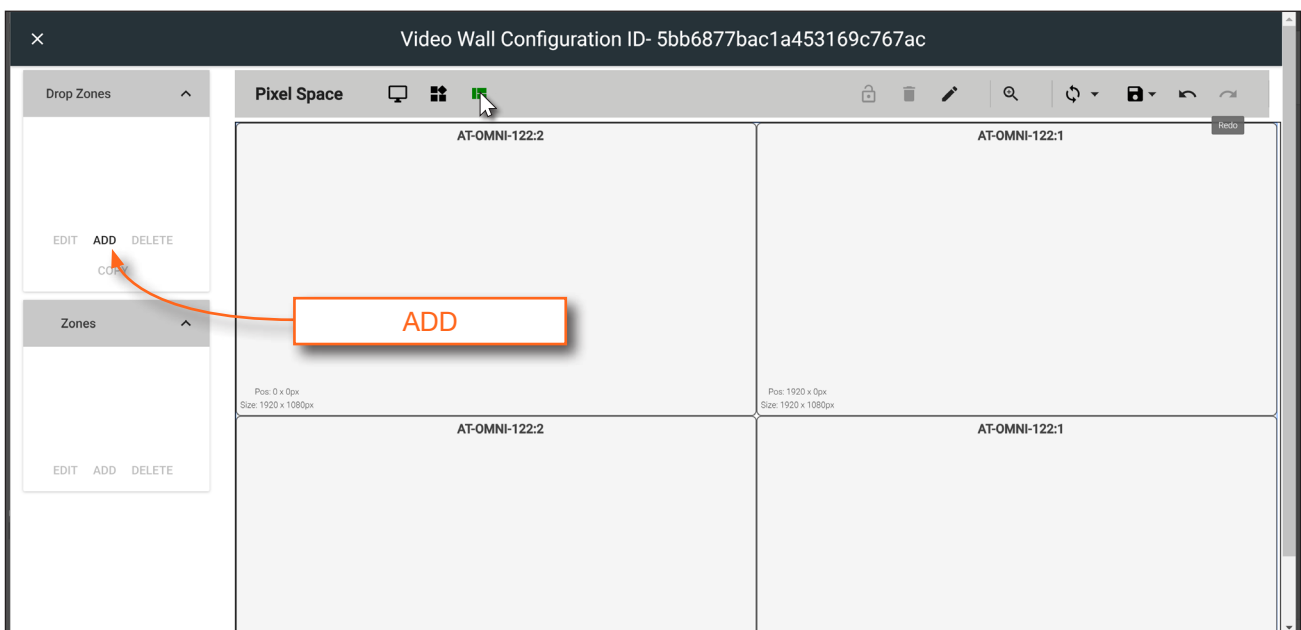 Video Wall Configuration ID- 5bb6877bac1a453169c767ac
Drop Zones
Pixel Space
Redo
AT-OMNI-122:2
AT-OMNI-122:1
EDIT ADD DELETE
COPY
ADD
Zones
Pos: 0 x 0px
Size: 1920 x 1080px
Pos: 1920 x 0px
Size: 1920 x 1080px
AT-OMNI-122:2
AT-OMNI-122:1
EDIT ADD DELETE